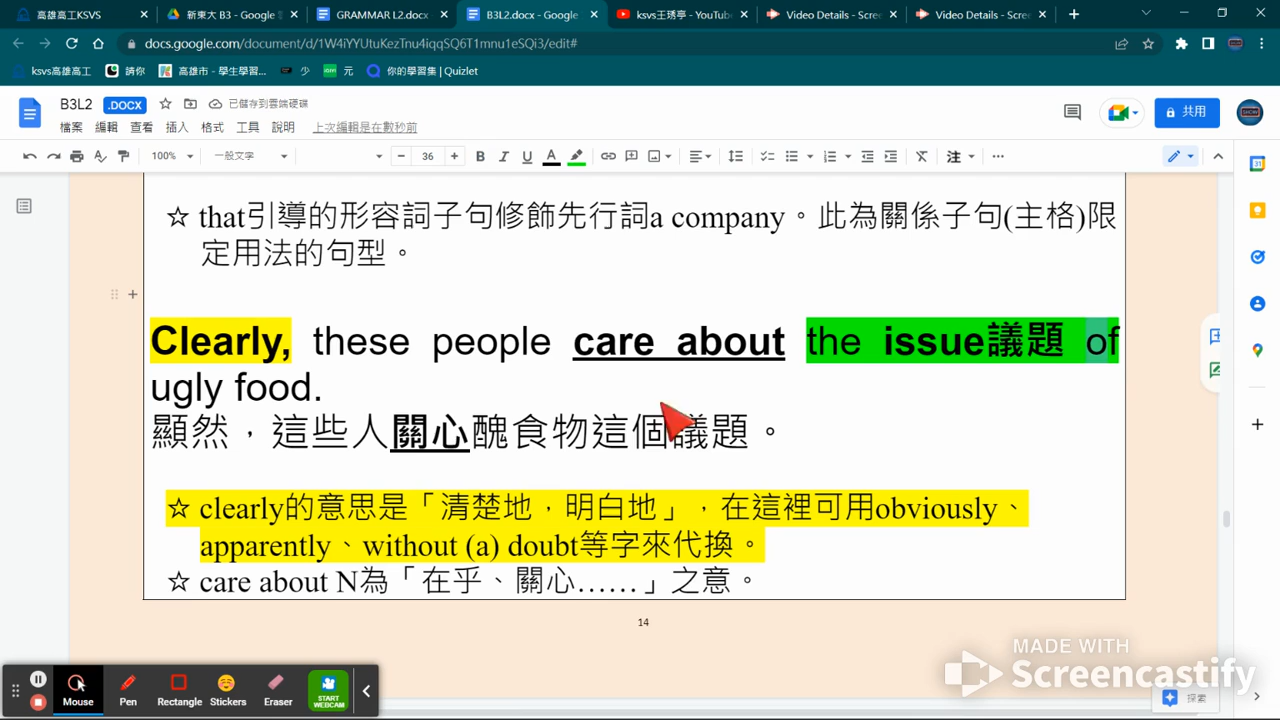 高雄高工KSVS
新東大 B3 - Google
GRAMMAR L2.docx
B3L2.docx - Google
ksvs王琇亭 - YouTube
Video Details - Scree
Video Details - Scree
docs.google.com/document/d/1W4iYYUtuKezTnu4iqqSQ6T1mnu1eSQi3/edit#
ksvs高雄高工
請你
高雄市 - 學生學習...
少
元
你的學習集 | Quizlet
B3L2
.DOCX
已儲存到雲端硬碟
檔案 編輯 查看 插入 格式 工具 說明
上次編輯是在數秒前
共用
100%
一般文字
36
B I U A
注
☆ that引導的形容詞子句修飾先行詞a company。此為關係子句(主格)限
定用法的句型。
Clearly, these people care about the issue議題 of
ugly food.
顯然，這些人關心醜食物這個議題。
☆ clearly的意思是「清楚地，明白地」，在這裡可用obviously、
apparently、without (a) doubt等字來代換。
☆ care about N為「在乎、關心……」之意。
14
MADE WITH
Screencastify
Mouse
Pen
Rectangle
Stickers
Eraser
START
WEBCAM
探索